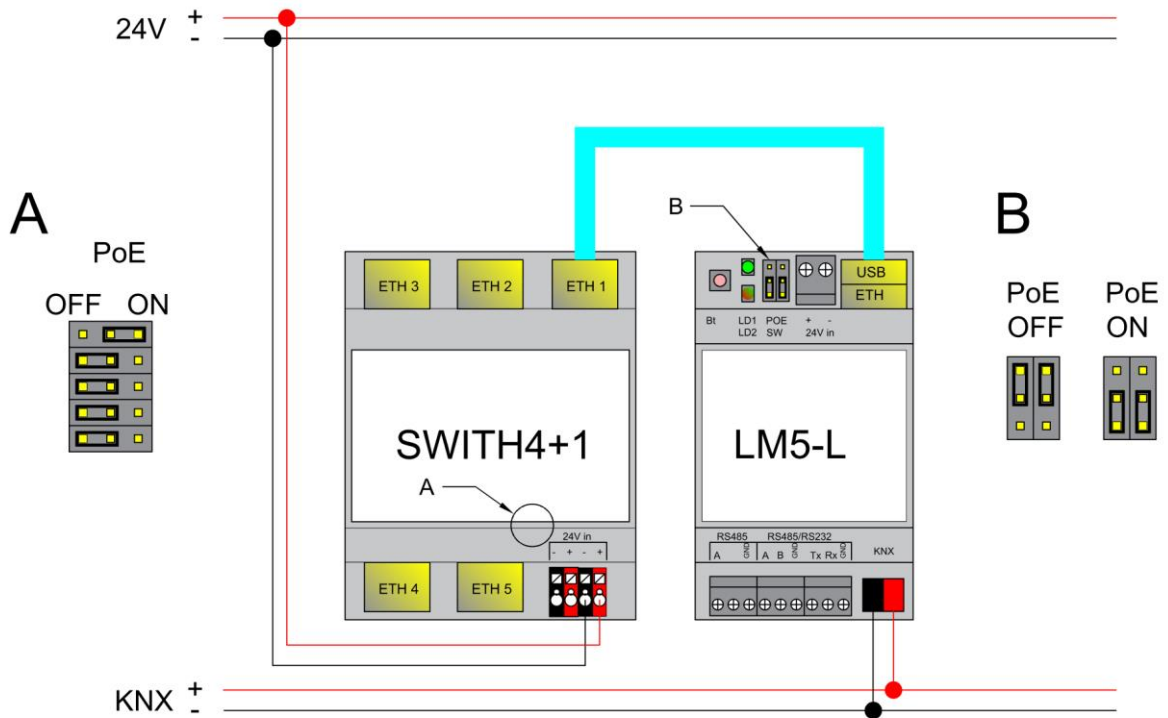 24V + -
A
PoE
OFF ON
B
ETH 3 ETH 2 ETH 1
SWITH4+1
A
24V in
- + - +
ETH 4 ETH 5
USB
ETH
Bt LD1 POE + -
LD2 SW 24V in
LM5-L
RS485 RS485/RS232
A GND A B GND Tx Rx GND KNX
B
PoE PoE
OFF ON
KNX + -